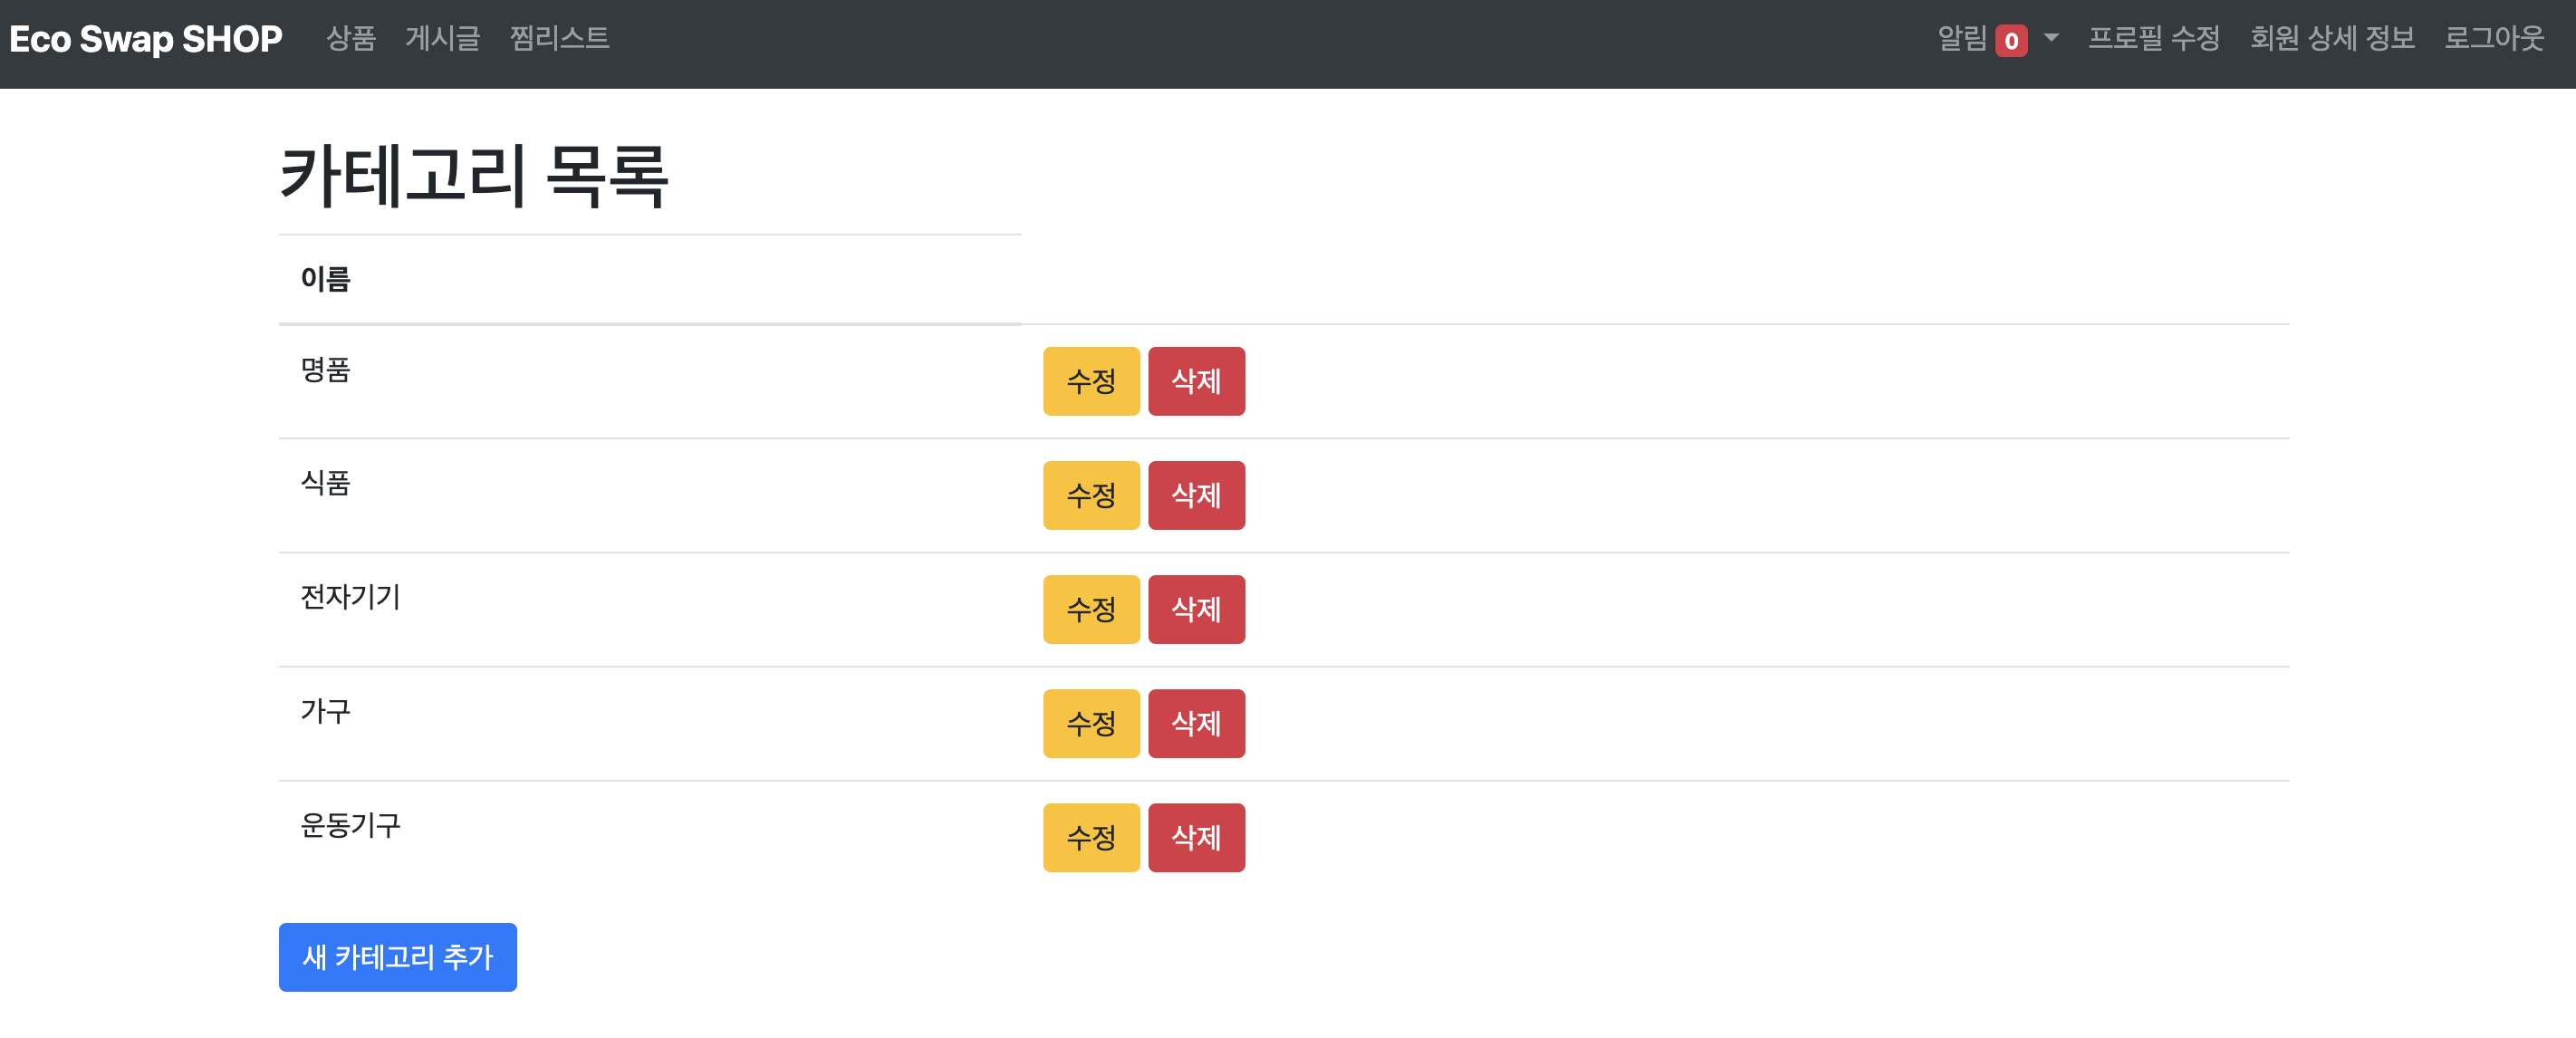 Eco Swap SHOP 상품 게시글 찜리스트 알림 0 프로필 수정 회원 상세 정보 로그아웃
카테고리 목록
이름
명품 수정 삭제
식품 수정 삭제
전자기기 수정 삭제
가구 수정 삭제
운동기구 수정 삭제
새 카테고리 추가